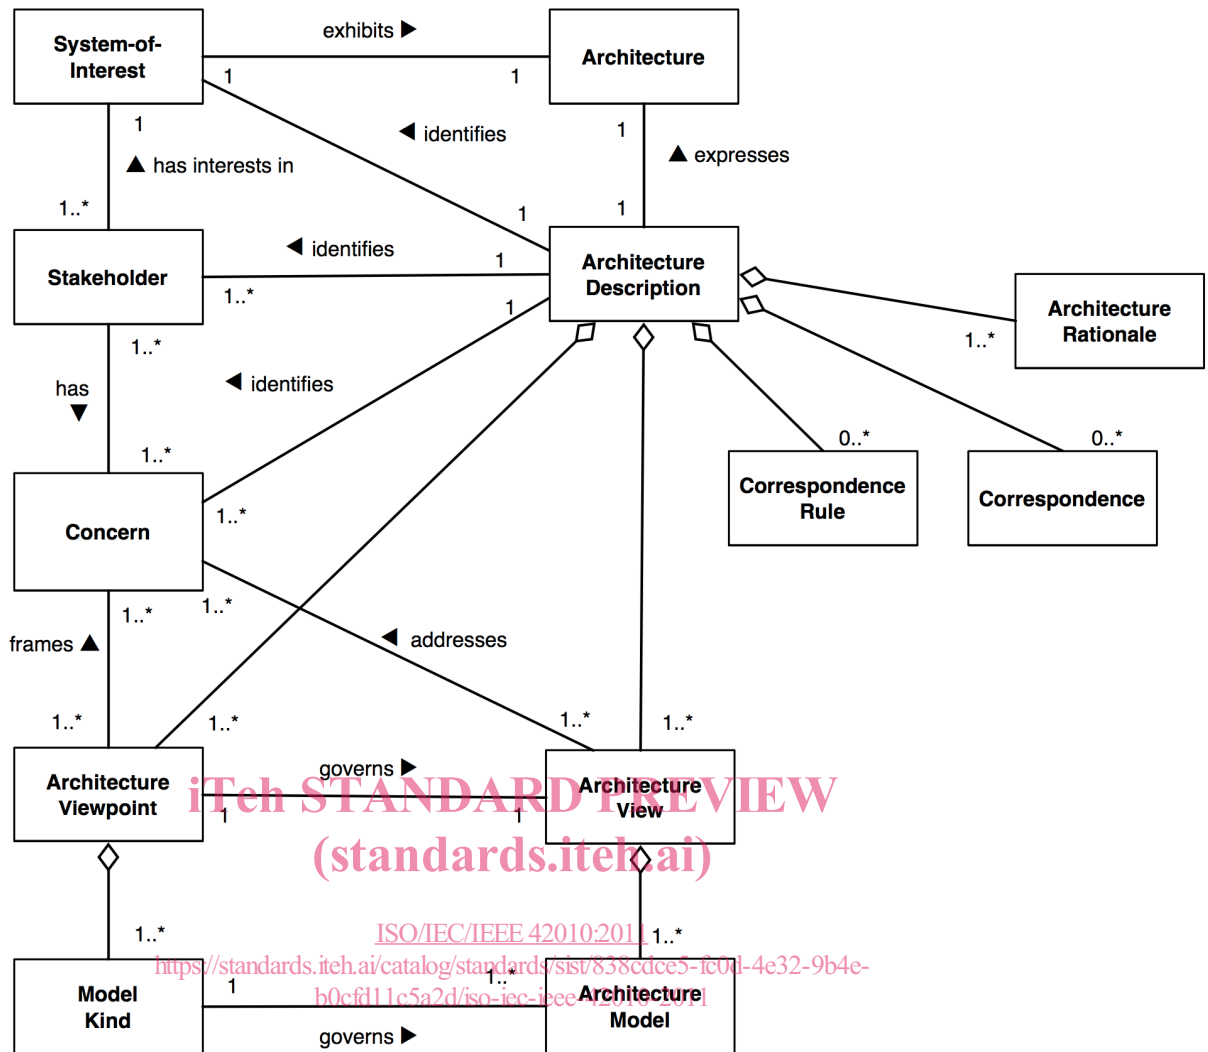 System-of-
Interest
exhibits ▶
Architecture
1
1
1
◀ identifies
1
▲ has interests in
▲ expresses
1..*
1
1
Stakeholder
◀ identifies
1
1..*
Architecture
Description
Architecture
Rationale
1..*
1
1..*
has
▼
◀ identifies
1..*
0..*
0..*
Correspondence
Rule
Correspondence
Concern
1..*
1..*
1..*
frames ▲
◀ addresses
1..*
1..*
1..*
1..*
Architecture
Viewpoint
governs ▶
Architecture
View
1
1
iTeh STANDARD PREVIEW
(standards.iteh.ai)
1..*
ISO/IEC/IEEE 42010:2011
1..*
https://standards.iteh.ai/catalog/standards/sist/838cdce5-fc0d-4e32-9b4e-
b0cfd11c5a2d/iso-iec-ieee-42010-2011
Model
Kind
1
1..*
governs ▶
Architecture
Model